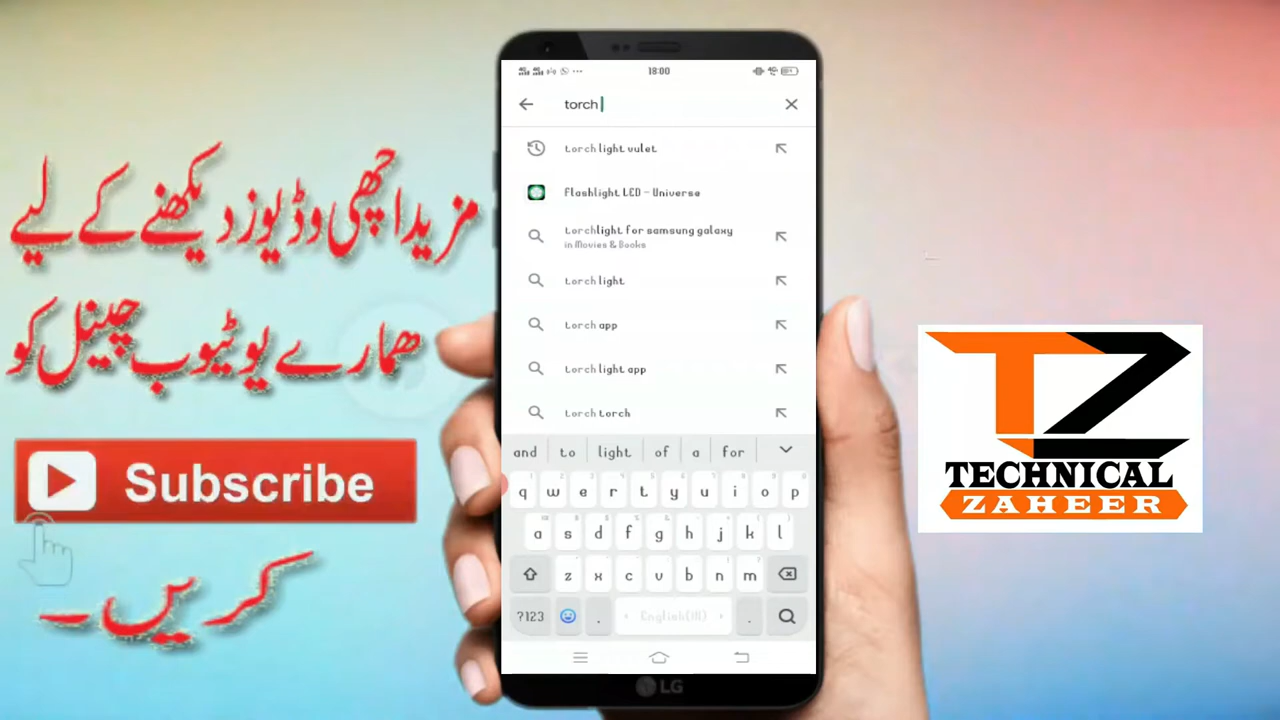 مزید اچھی وڈیوز دیکھنے کے لیے
ھمارے یوٹیوب چینل کو
Subscribe
کریں۔
18:00
torch
torch light vulet
Flashlight LED - Universe
Torchlight for samsung galaxy
in Movies & Books
torch light
torch app
torch light app
torch torch
and to light of a for
q w e r t y u i o p
a s d f g h j k l
z x c v b n m
?123 . English(IN) .
LG
TZ
TECHNICAL
ZAHEER